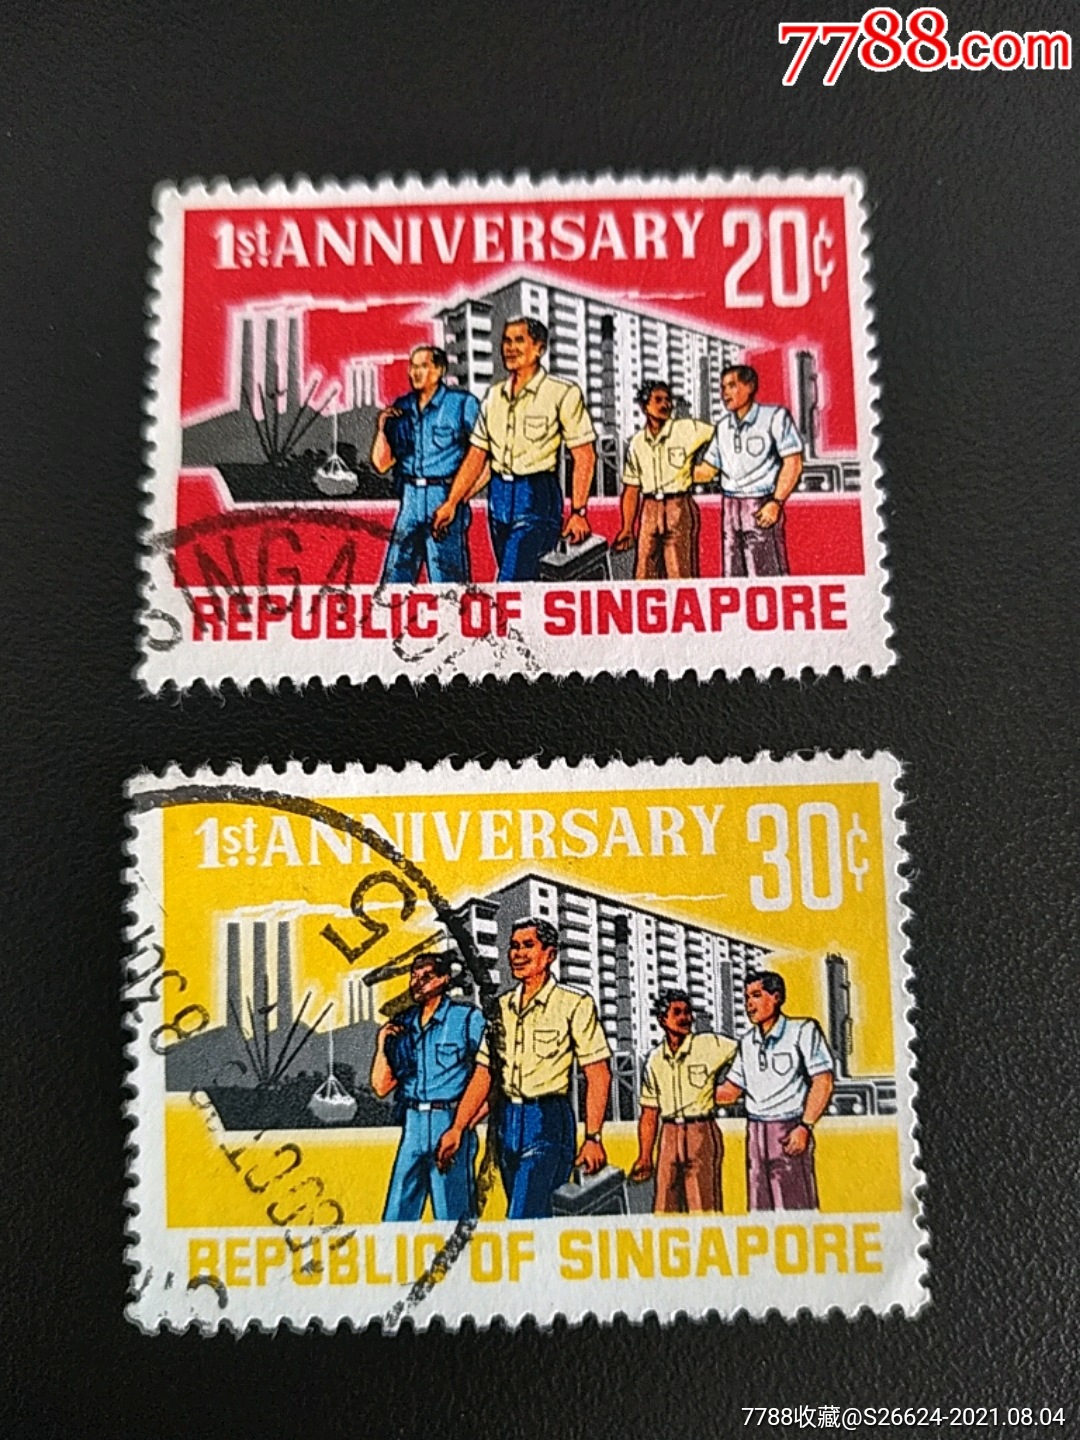 7788.com
1st ANNIVERSARY 20¢
SINGAPORE
REPUBLIC OF SINGAPORE
1st ANNIVERSARY 30¢
REPUBLIC OF SINGAPORE
7788收藏@S26624-2021.08.04